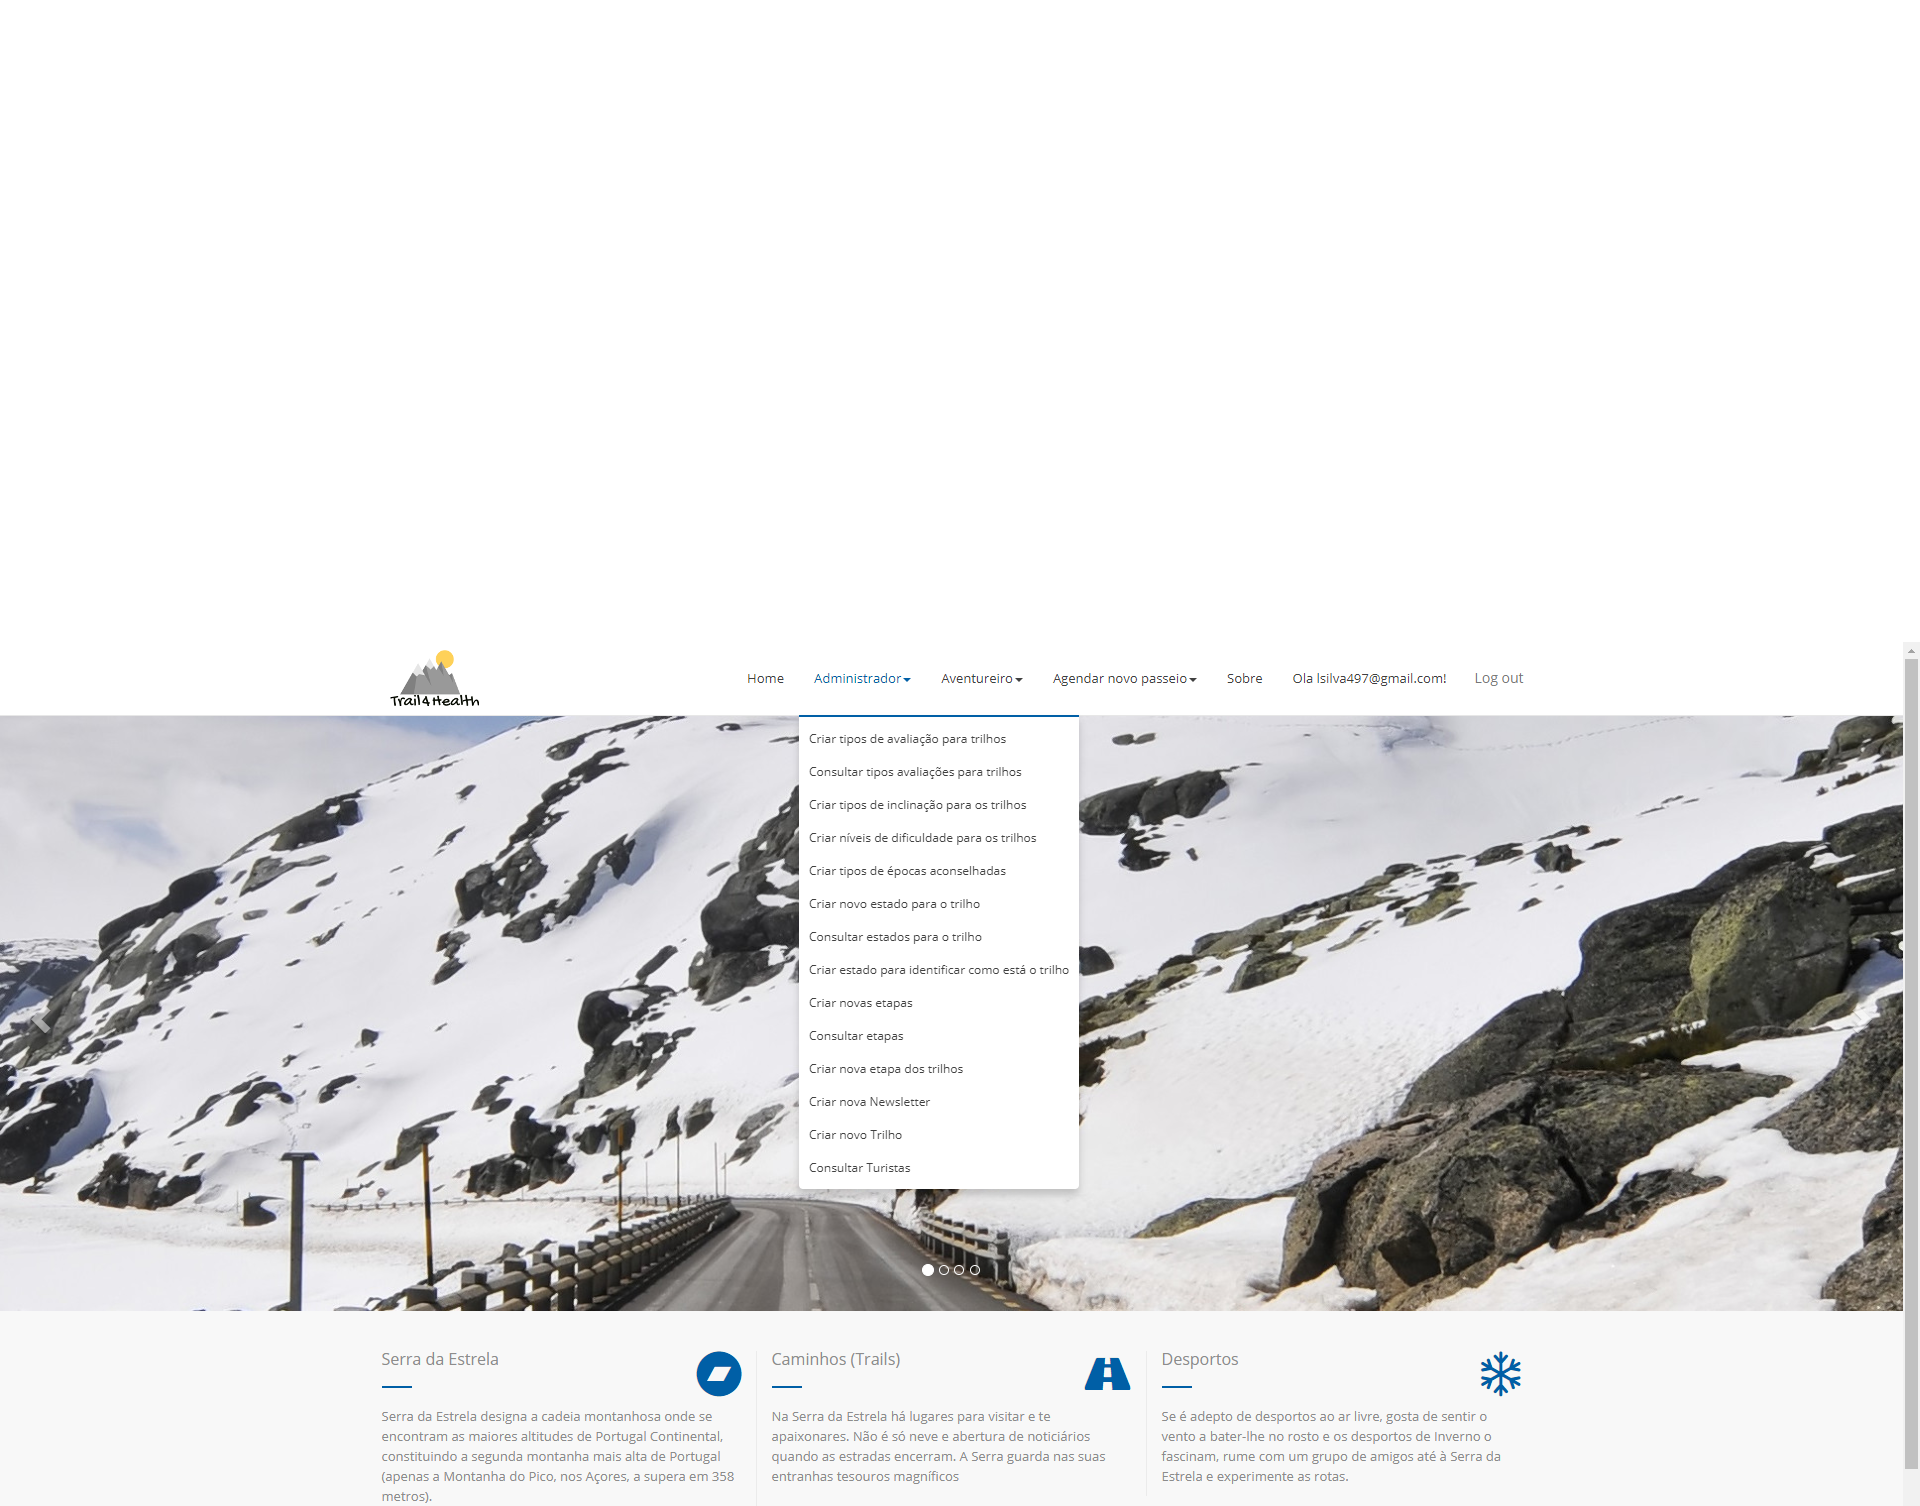 Trail4Health
Home Administrador Aventureiro Agendar novo passeio Sobre Ola lsilva497@gmail.com! Log out
Criar tipos de avaliação para trilhos
Consultar tipos avaliações para trilhos
Criar tipos de inclinação para os trilhos
Criar níveis de dificuldade para os trilhos
Criar tipos de épocas aconselhadas
Criar novo estado para o trilho
Consultar estados para o trilho
Criar estado para identificar como está o trilho
Criar novas etapas
Consultar etapas
Criar nova etapa dos trilhos
Criar nova Newsletter
Criar novo Trilho
Consultar Turistas
Serra da Estrela
Serra da Estrela designa a cadeia montanhosa onde se
encontram as maiores altitudes de Portugal Continental,
constituindo a segunda montanha mais alta de Portugal
(apenas a Montanha do Pico, nos Açores, a supera em 358
metros).
Caminhos (Trails)
Na Serra da Estrela há lugares para visitar e te
apaixonares. Não é só neve e abertura de noticiários
quando as estradas encerram. A Serra guarda nas suas
entranhas tesouros magníficos
Desportos
Se é adepto de desportos ao ar livre, gosta de sentir o
vento a bater-lhe no rosto e os desportos de Inverno o
fascinam, rume com um grupo de amigos até à Serra da
Estrela e experimente as rotas.